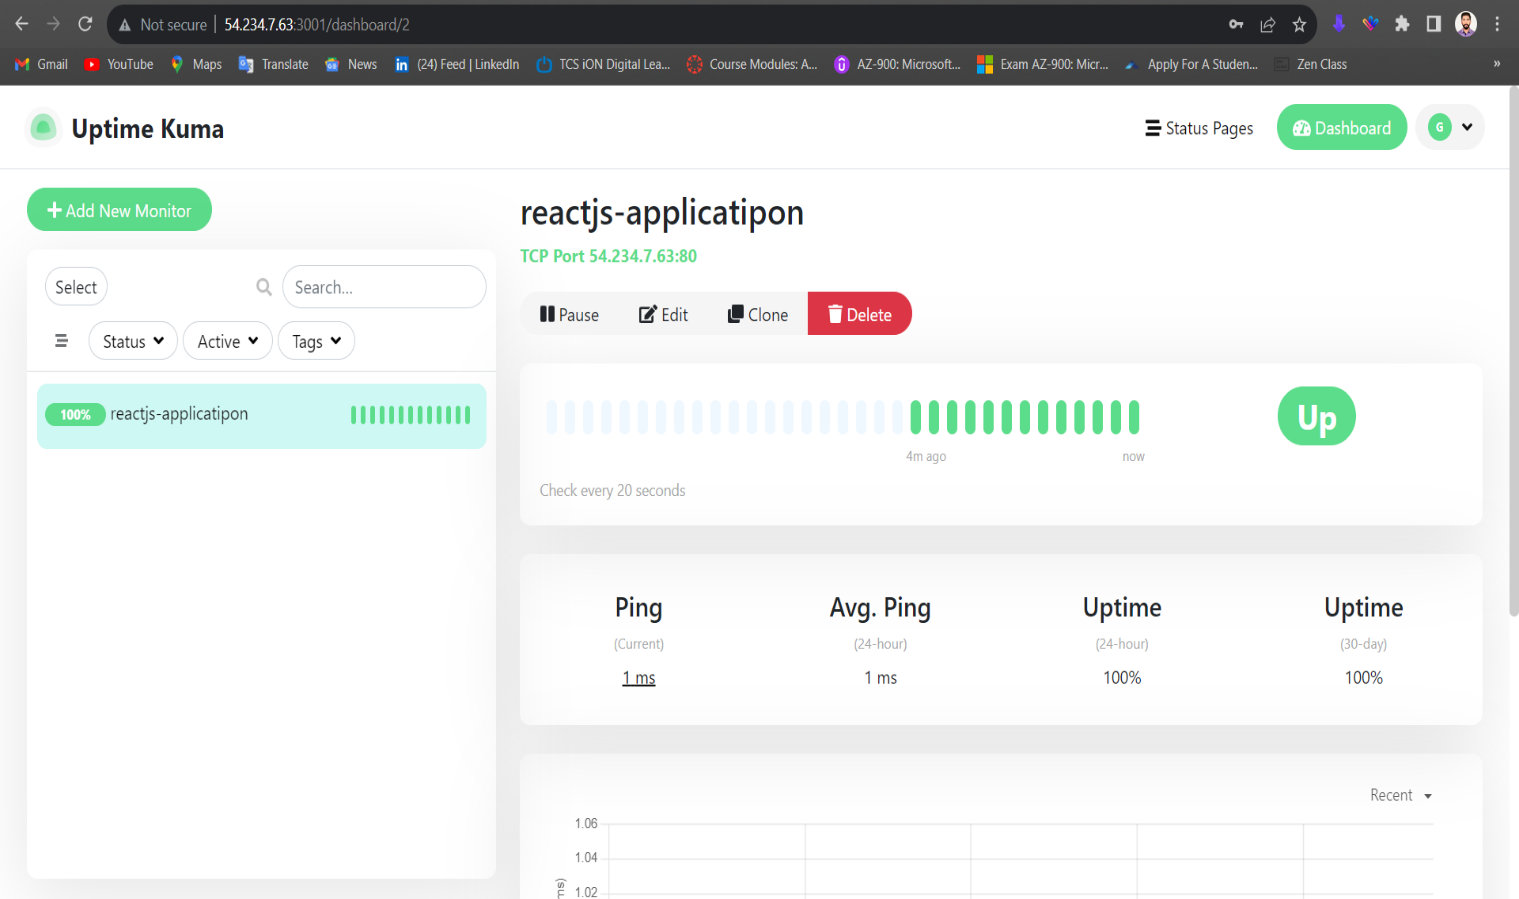 Not secure | 54.234.7.63:3001/dashboard/2
Gmail YouTube Maps Translate News (24) Feed | LinkedIn TCS iON Digital Lea... Course Modules: A... AZ-900: Microsoft... Exam AZ-900: Micr... Apply For A Studen... Zen Class »
Uptime Kuma
Status Pages Dashboard G
Add New Monitor
Select Search...
Status Active Tags
100% reactjs-applicatipon
reactjs-applicatipon
TCP Port 54.234.7.63:80
Pause Edit Clone Delete
Up
4m ago now
Check every 20 seconds
Ping Avg. Ping Uptime Uptime
(Current) (24-hour) (24-hour) (30-day)
1 ms 1 ms 100% 100%
Recent
1.06
1.04
1.02
ms)